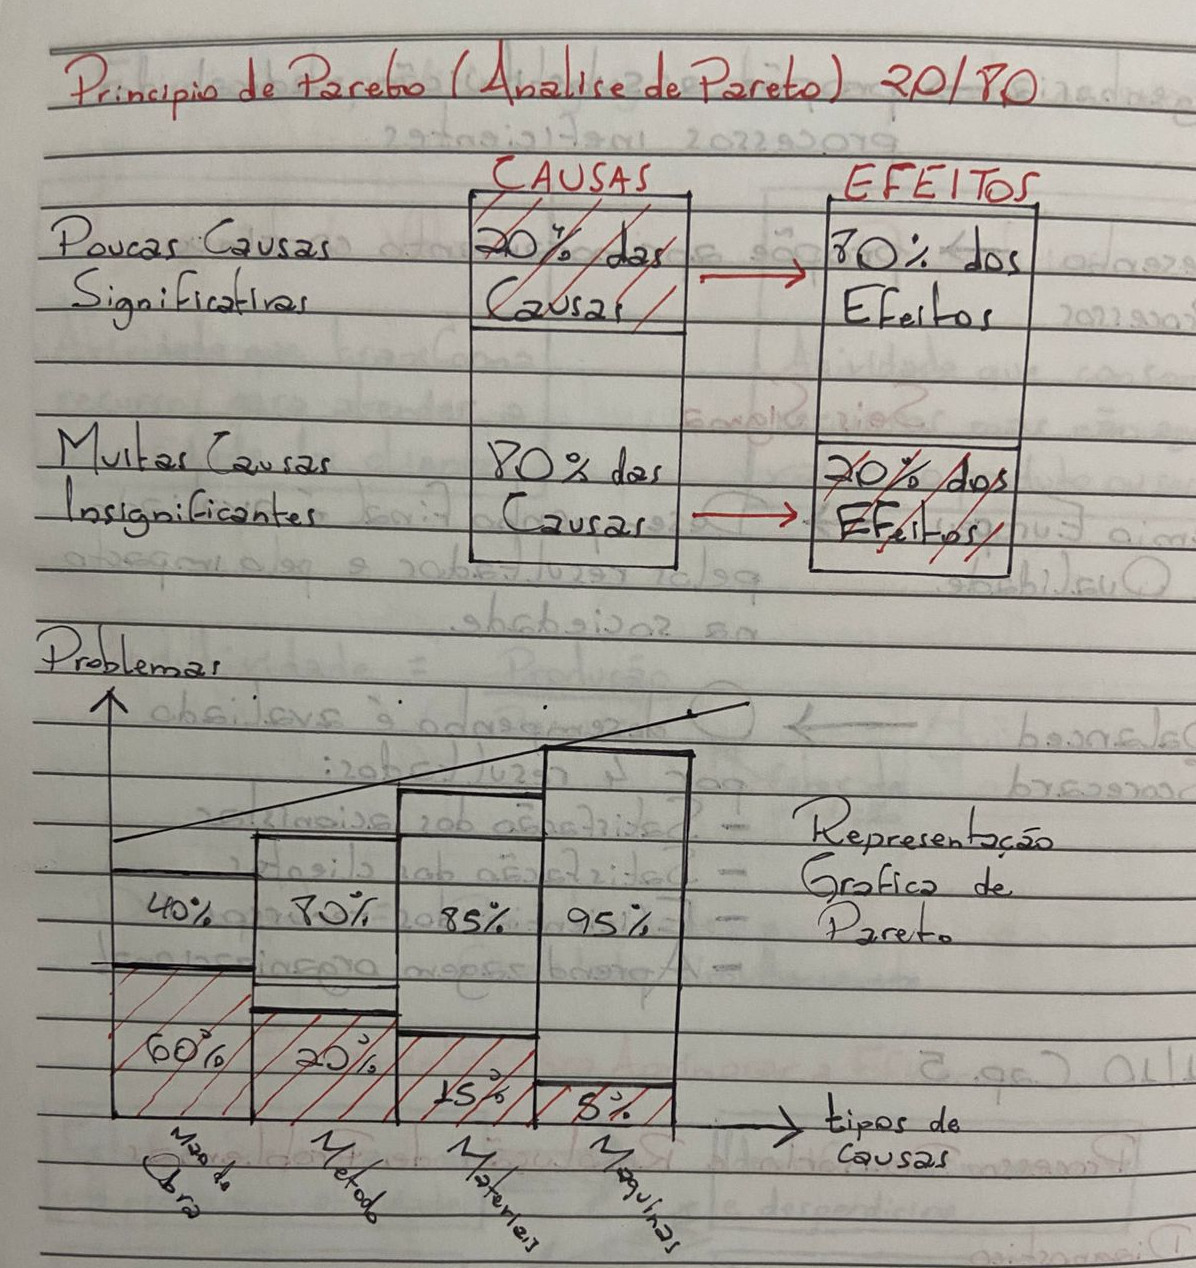 Principio de Pareto (Analise de Pareto) 20/80
CAUSAS
EFEITOS
Poucas Causas
Significativas
20% das
Causas
80% dos
Efeitos
Muitas Causas
Insignificantes
80% das
Causas
20% dos
Efeitos
Problemas
40%
80%
85%
95%
60%
20%
15%
5%
Representação
Grafica de
Pareto
tipos de
causas
Mao de
Obra
Metodo
Materiais
Maquinas